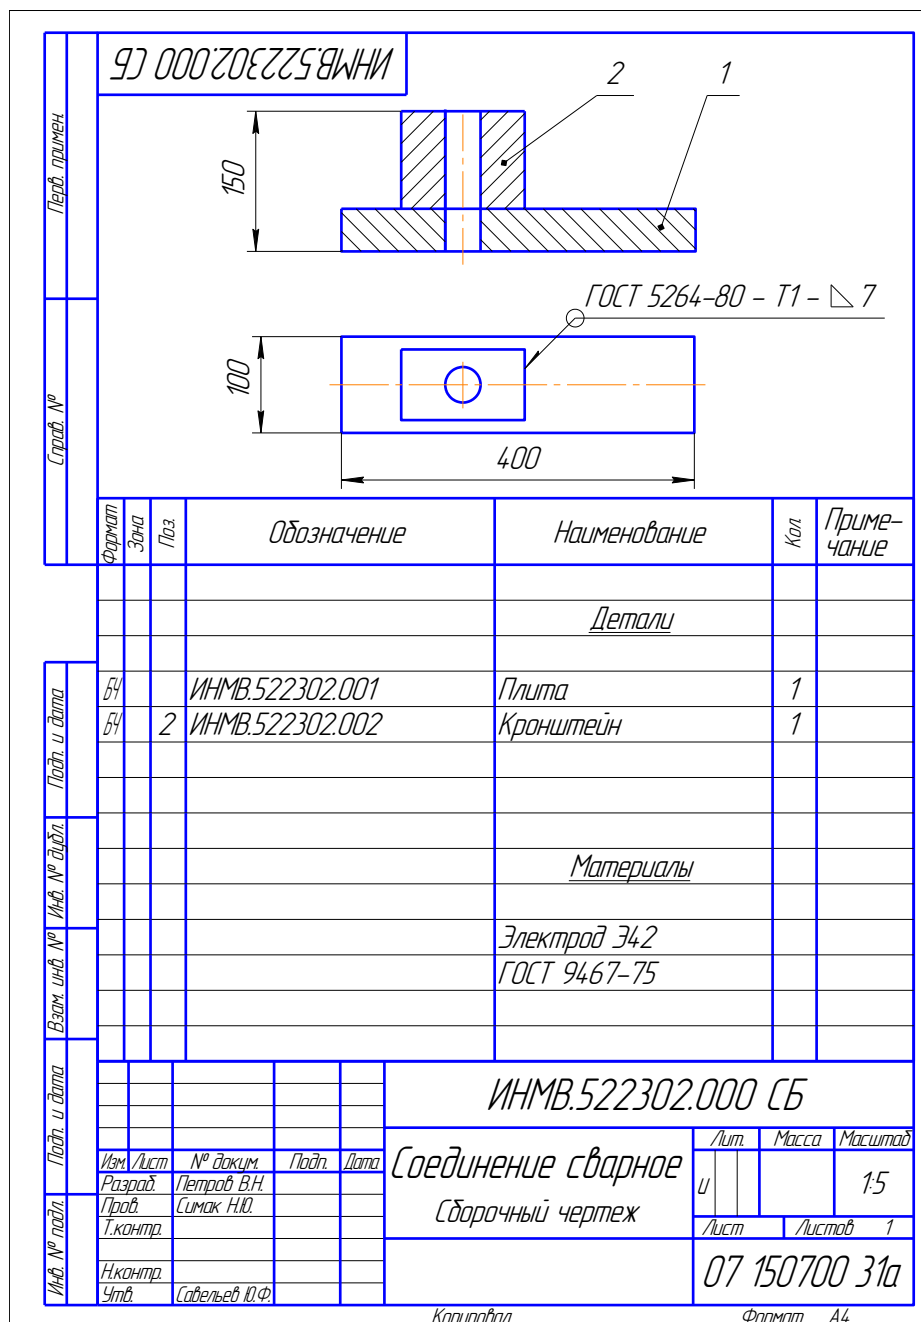 ИНМВ.522302.000 СБ
2
1
150
ГОСТ 5264-80 - Т1 - ◺ 7
100
400
Перв. примен.
Справ. №
Формат Зона Поз. Обозначение Наименование Кол. Приме-
чание
Детали
БЧ ИНМВ.522302.001 Плита 1
БЧ 2 ИНМВ.522302.002 Кронштейн 1
Материалы
Электрод Э42
ГОСТ 9467-75
Подп. и дата
Инв. № дубл.
Взам. инв. №
Подп. и дата
Инв. № подл.
ИНМВ.522302.000 СБ
Изм. Лист № докум. Подп. Дата
Разраб. Петров В.Н.
Пров. Симак Н.Ю.
Т.контр.
Н.контр.
Утв. Савельев Ю.Ф.
Соединение сварное
Сборочный чертеж
Лит. Масса Масштаб
И 1:5
Лист Листов 1
07 150700 31а
Копировал Формат А4